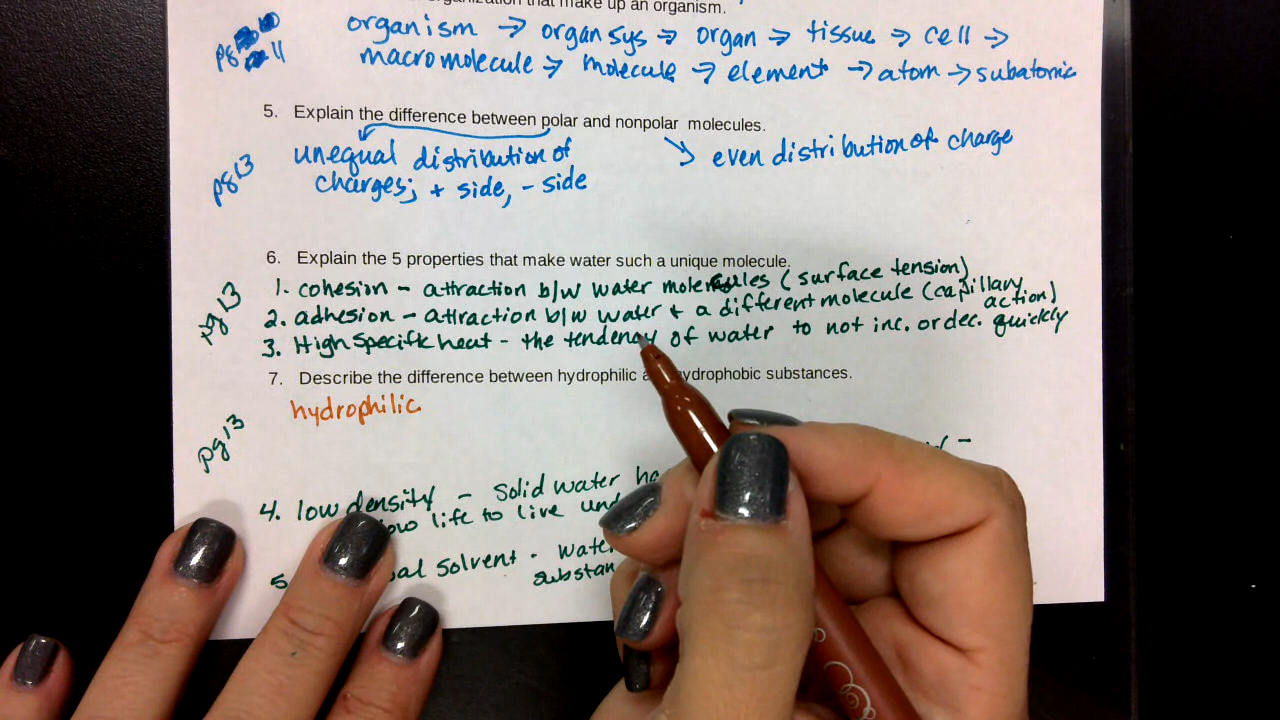 organization that make up an organism.
pg 11 organism → organ sys → organ → tissue → cell →
macromolecule → molecule → element → atom → subatomic
5. Explain the difference between polar and nonpolar molecules.
pg 13 unequal distribution of → even distribution of charge
charges; + side, - side
6. Explain the 5 properties that make water such a unique molecule.
pg 13 1. cohesion - attraction b/w water molecules (surface tension)
2. adhesion - attraction b/w water + a different molecule (capillary action)
3. High specific heat - the tendency of water to not inc. or dec. quickly
7. Describe the difference between hydrophilic hydrophobic substances.
pg 13 hydrophilic
4. low density - Solid water
life to live
5. solvent -